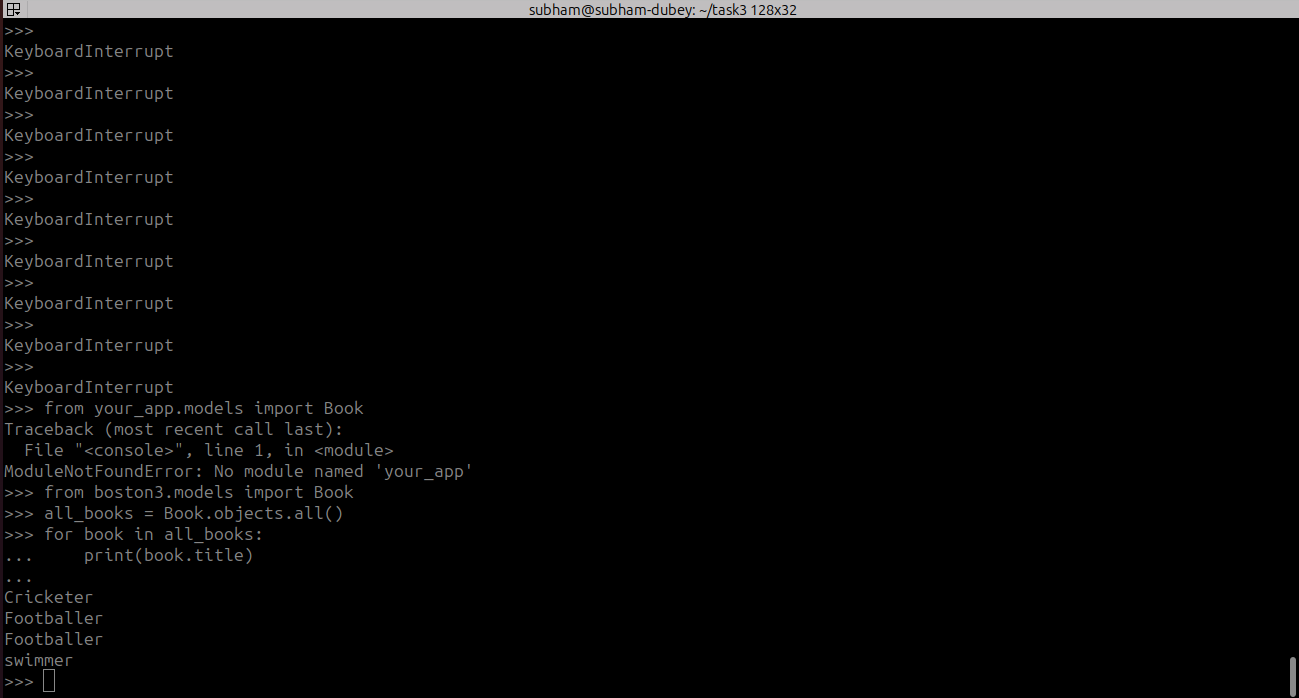 subham@subham-dubey: ~/task3 128x32
>>>
KeyboardInterrupt
>>>
KeyboardInterrupt
>>>
KeyboardInterrupt
>>>
KeyboardInterrupt
>>>
KeyboardInterrupt
>>>
KeyboardInterrupt
>>>
KeyboardInterrupt
>>>
KeyboardInterrupt
>>>
KeyboardInterrupt
>>> from your_app.models import Book
Traceback (most recent call last):
  File "<console>", line 1, in <module>
ModuleNotFoundError: No module named 'your_app'
>>> from boston3.models import Book
>>> all_books = Book.objects.all()
>>> for book in all_books:
...     print(book.title)
...
Cricketer
Footballer
Footballer
swimmer
>>>